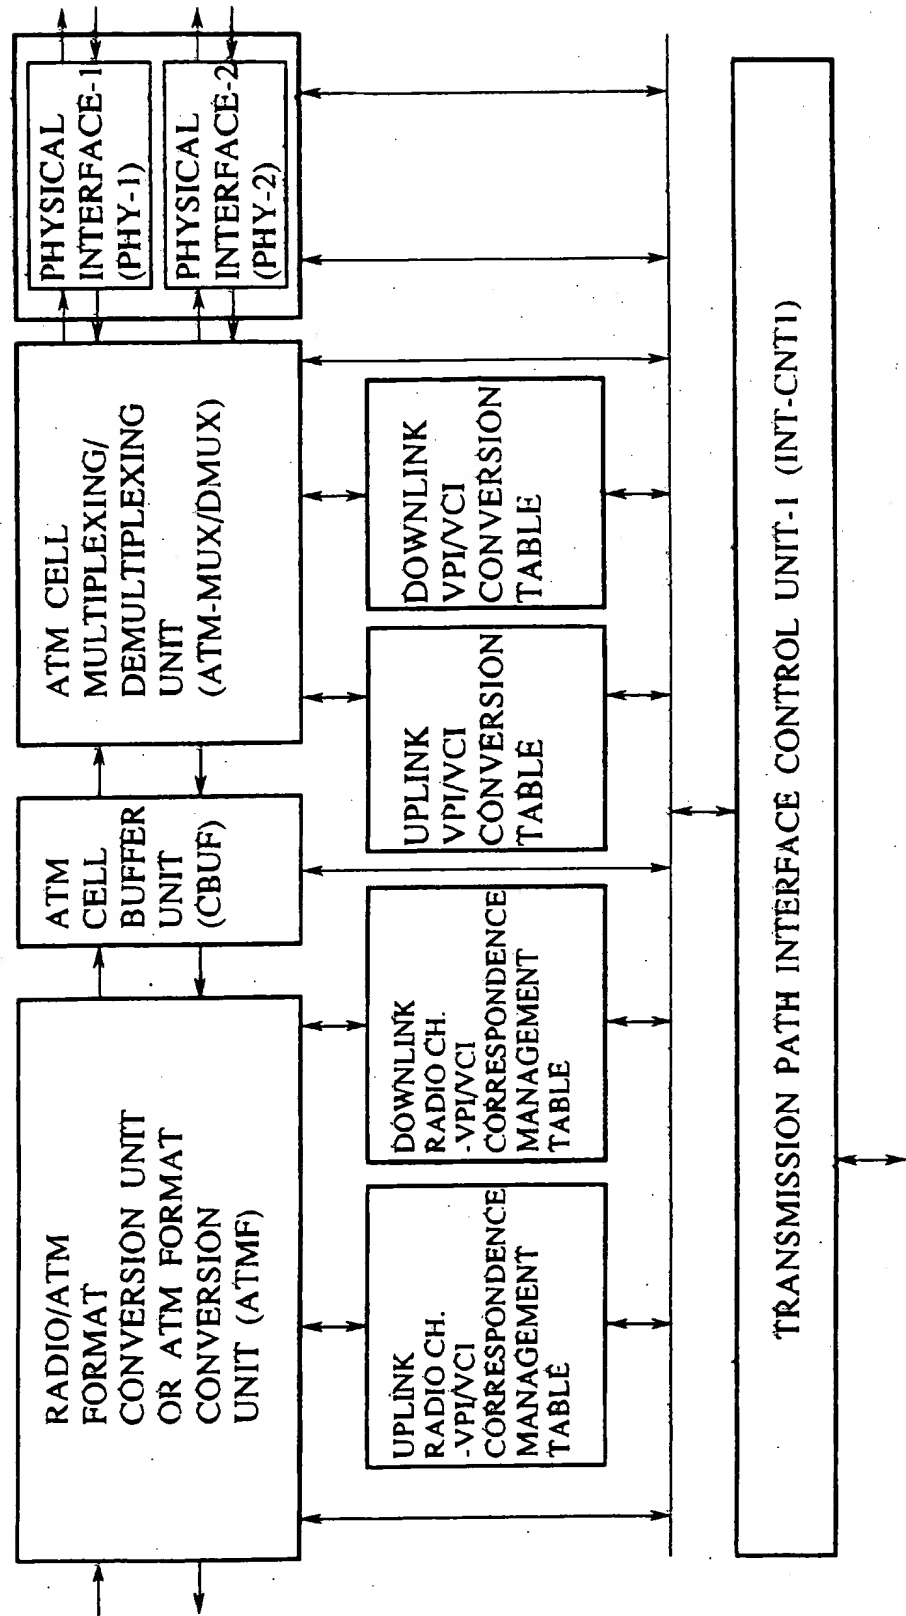 RADIO/ATM
FORMAT
CONVERSION UNIT
OR ATM FORMAT
CONVERSION
UNIT (ATMF)
ATM
CELL
BUFFER
UNIT
(CBUF)
ATM CELL
MULTIPLEXING/
DEMULTIPLEXING
UNIT
(ATM-MUX/DMUX)
PHYSICAL
INTERFACE-1
(PHY-1)
PHYSICAL
INTERFACE-2
(PHY-2)
UPLINK
RADIO CH.
-VPI/VCI
CORRESPONDENCE
MANAGEMENT
TABLE
DOWNLINK
RADIO CH.
-VPI/VCI
CORRESPONDENCE
MANAGEMENT
TABLE
UPLINK
VPI/VCI
CONVERSION
TABLE
DOWNLINK
VPI/VCI
CONVERSION
TABLE
TRANSMISSION PATH INTERFACE CONTROL UNIT-1 (INT-CNT1)